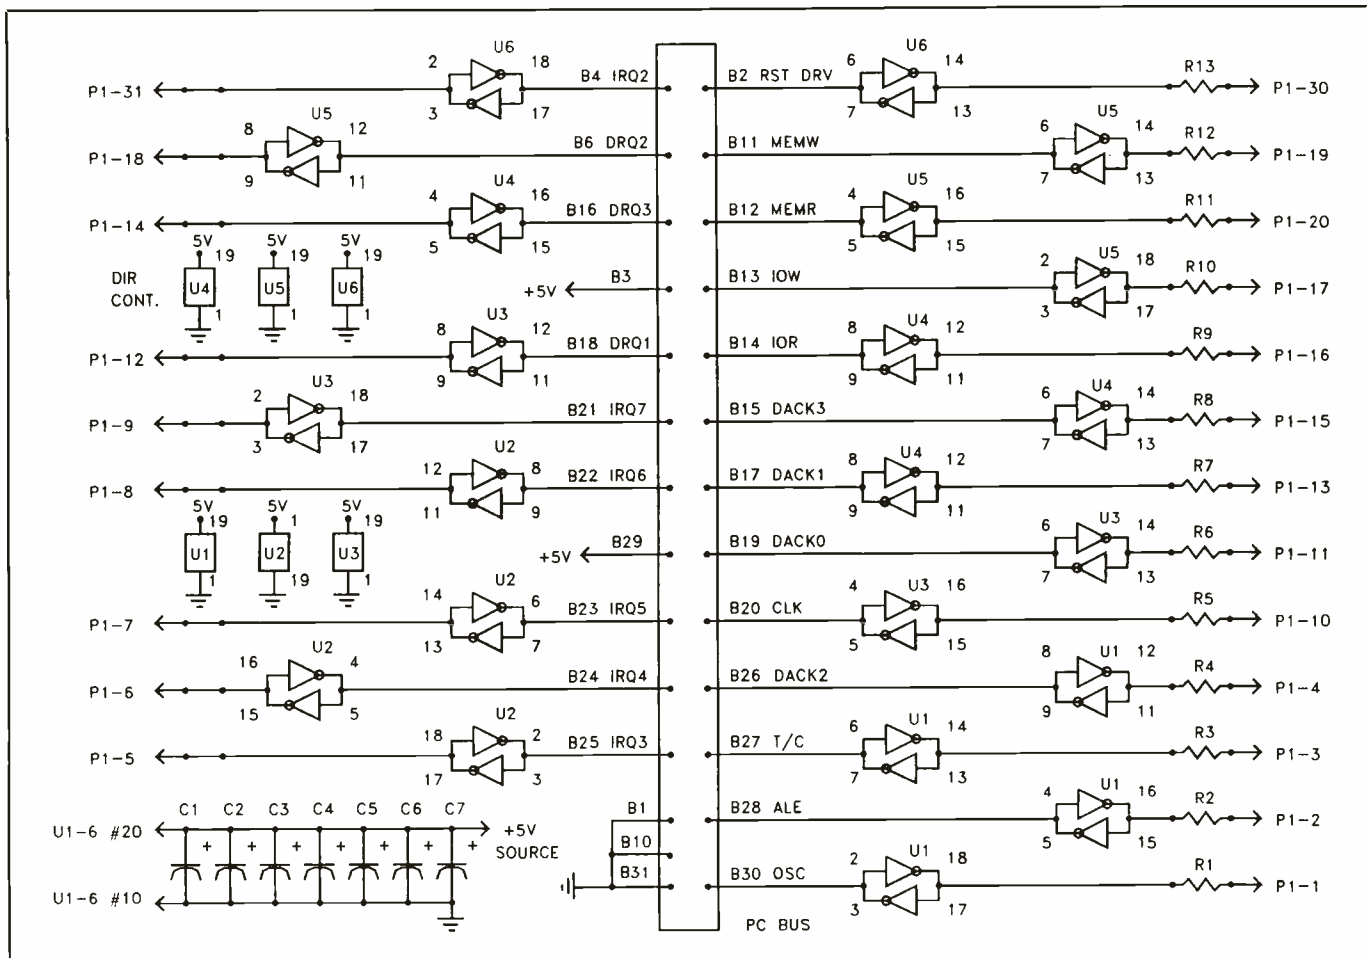 U6
2 18
P1-31 B4 IRQ2
3 17
U5
8 12
P1-18 B6 DRQ2
9 11
U4
4 16
P1-14 B16 DRQ3
5 15
5V 5V 5V
19 19 19
DIR
CONT.
U4 U5 U6
1 1 1
+5V B3
U3
8 12
P1-12 B18 DRQ1
9 11
U3
2 18
P1-9 B21 IRQ7
3 17
U2
12 8
P1-8 B22 IRQ6
11 9
5V 5V 5V
19 1 19
U1 U2 U3
1 19 1
+5V B29
U2
14 6
P1-7 B23 IRQ5
13 7
U2
16 4
P1-6 B24 IRQ4
15 5
U2
18 2
P1-5 B25 IRQ3
17 3
C1 C2 C3 C4 C5 C6 C7
U1-6 #20
+5V
SOURCE
+ + + + + + +
U1-6 #10
B1
B10
B31
PC BUS
U6
6 14
B2 RST DRV R13 P1-30
7 13
U5
6 14
B11 MEMW R12 P1-19
7 13
U5
4 16
B12 MEMR R11 P1-20
5 15
U5
2 18
B13 IOW R10 P1-17
3 17
U4
8 12
B14 IOR R9 P1-16
9 11
U4
6 14
B15 DACK3 R8 P1-15
7 13
U4
8 12
B17 DACK1 R7 P1-13
9 11
U3
6 14
B19 DACK0 R6 P1-11
7 13
U3
4 16
B20 CLK R5 P1-10
5 15
U1
8 12
B26 DACK2 R4 P1-4
9 11
U1
6 14
B27 T/C R3 P1-3
7 13
U1
4 16
B28 ALE R2 P1-2
5 15
U1
2 18
B30 OSC R1 P1-1
3 17